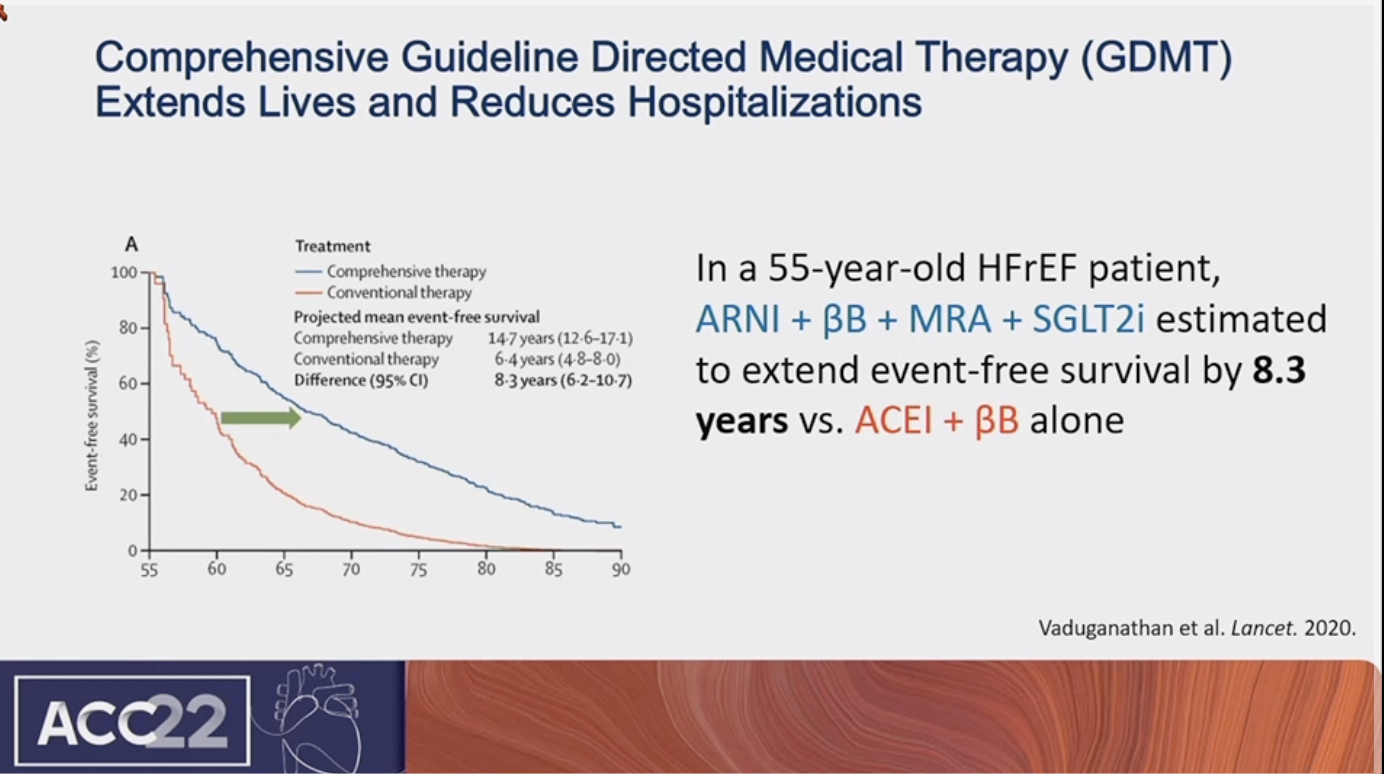 Comprehensive Guideline Directed Medical Therapy (GDMT)
Extends Lives and Reduces Hospitalizations
A
Treatment
Comprehensive therapy
Conventional therapy
Projected mean event-free survival
Comprehensive therapy 14·7 years (12·6–17·1)
Conventional therapy 6·4 years (4·8–8·0)
Difference (95% CI) 8·3 years (6·2–10·7)
Event-free survival (%)
100
80
60
40
20
0
55 60 65 70 75 80 85 90
In a 55-year-old HFrEF patient,
ARNI + βB + MRA + SGLT2i estimated
to extend event-free survival by 8.3
years vs. ACEI + βB alone
Vaduganathan et al. Lancet. 2020.
ACC22